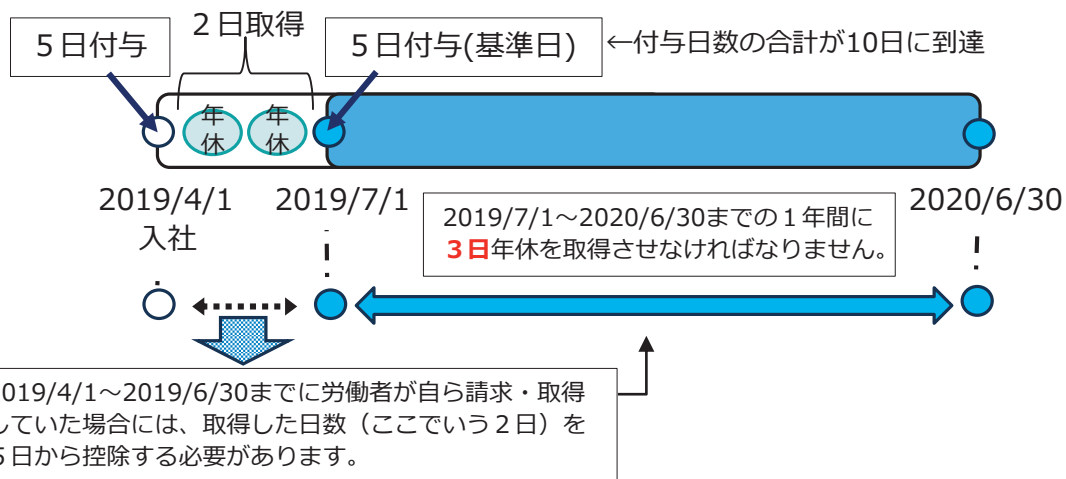 2日取得
5日付与
5日付与(基準日)
←付与日数の合計が10日に到達
年休
年休
2019/4/1
入社
2019/7/1
2020/6/30
2019/7/1～2020/6/30までの1年間に
3日年休を取得させなければなりません。
019/4/1～2019/6/30までに労働者が自ら請求・取得
していた場合には、取得した日数（ここでいう2日）を
5日から控除する必要があります。